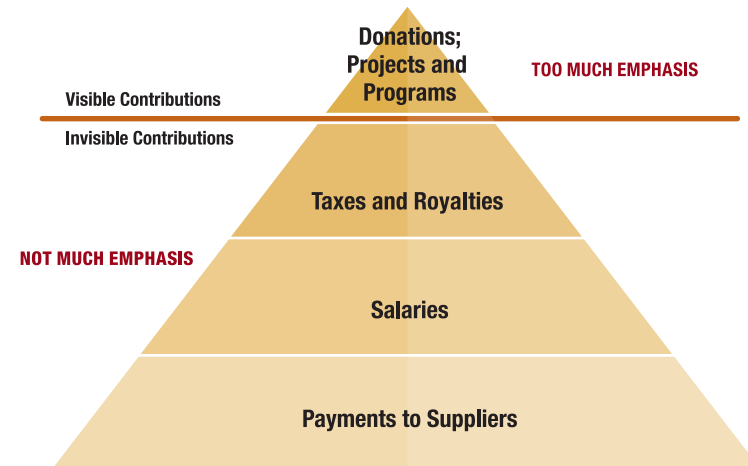 Donations;
Projects and
Programs
TOO MUCH EMPHASIS
Visible Contributions
Invisible Contributions
Taxes and Royalties
NOT MUCH EMPHASIS
Salaries
Payments to Suppliers